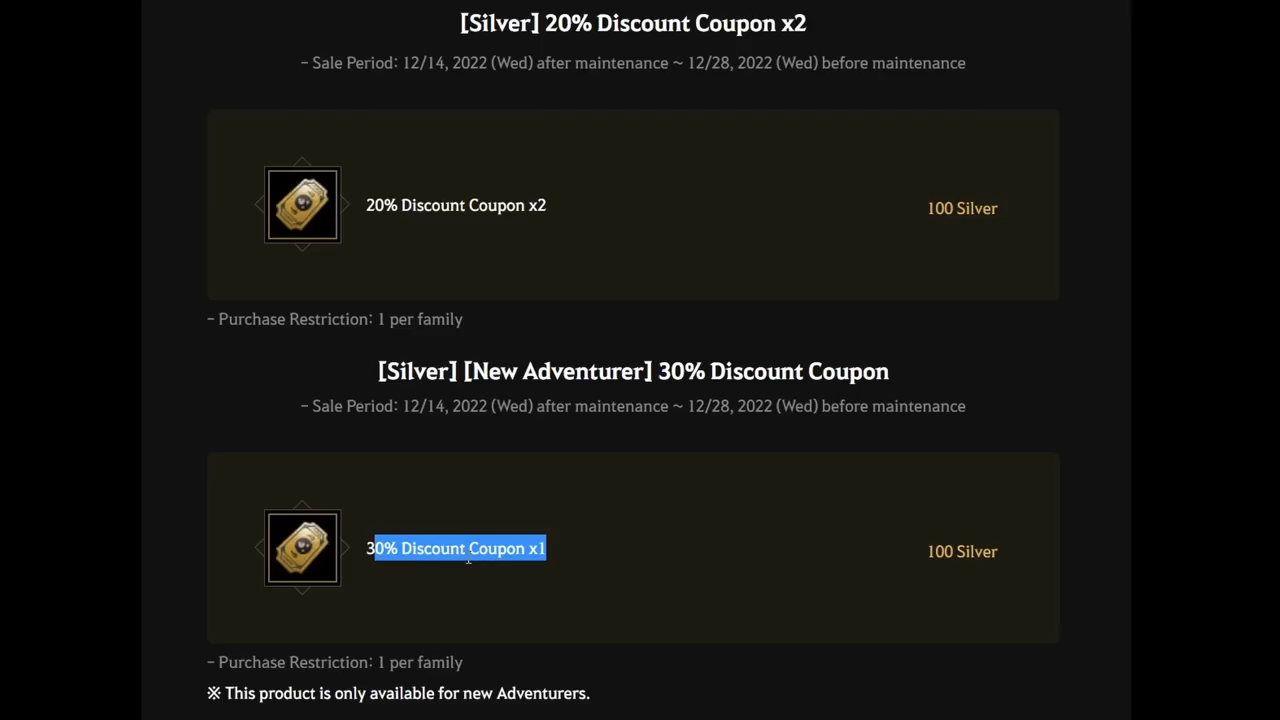 [Silver] 20% Discount Coupon x2
- Sale Period: 12/14, 2022 (Wed) after maintenance ~ 12/28, 2022 (Wed) before maintenance
20% Discount Coupon x2
100 Silver
- Purchase Restriction: 1 per family
[Silver] [New Adventurer] 30% Discount Coupon
- Sale Period: 12/14, 2022 (Wed) after maintenance ~ 12/28, 2022 (Wed) before maintenance
30% Discount Coupon x1
100 Silver
- Purchase Restriction: 1 per family
※ This product is only available for new Adventurers.